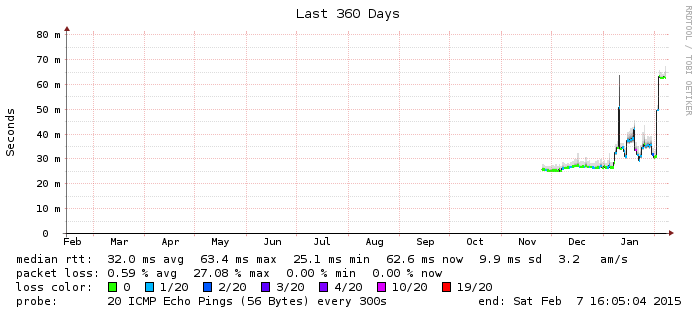 Last 360 Days
RRDTOOL / TOBI OETIKER
Seconds
80 m
70 m
60 m
50 m
40 m
30 m
20 m
10 m
0
Feb Mar Apr May Jun Jul Aug Sep Oct Nov Dec Jan
median rtt: 32.0 ms avg 63.4 ms max 25.1 ms min 62.6 ms now 9.9 ms sd 3.2 am/s
packet loss: 0.59 % avg 27.08 % max 0.00 % min 0.00 % now
loss color: 0 1/20 2/20 3/20 4/20 10/20 19/20
probe: 20 ICMP Echo Pings (56 Bytes) every 300s end: Sat Feb 7 16:05:04 2015